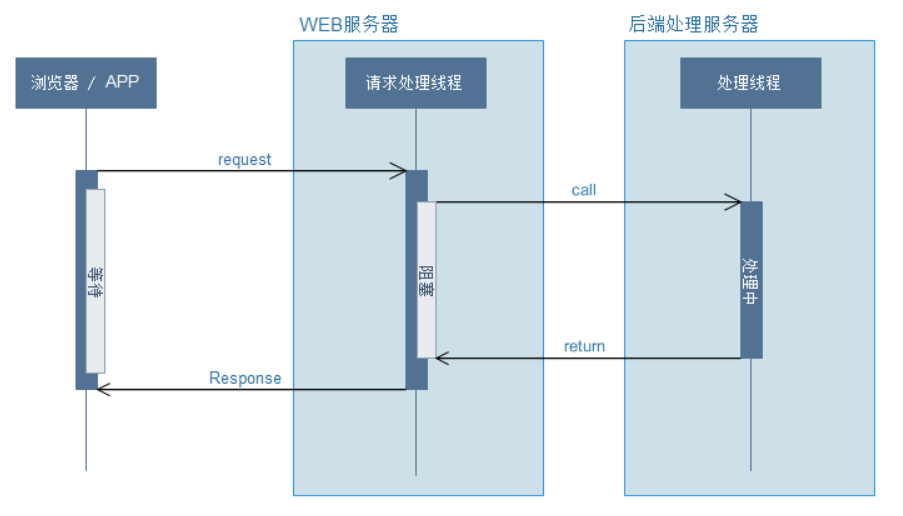 WEB服务器
后端处理服务器
浏览器 / APP
请求处理线程
处理线程
request
call
等待
阻塞
处理中
return
Response